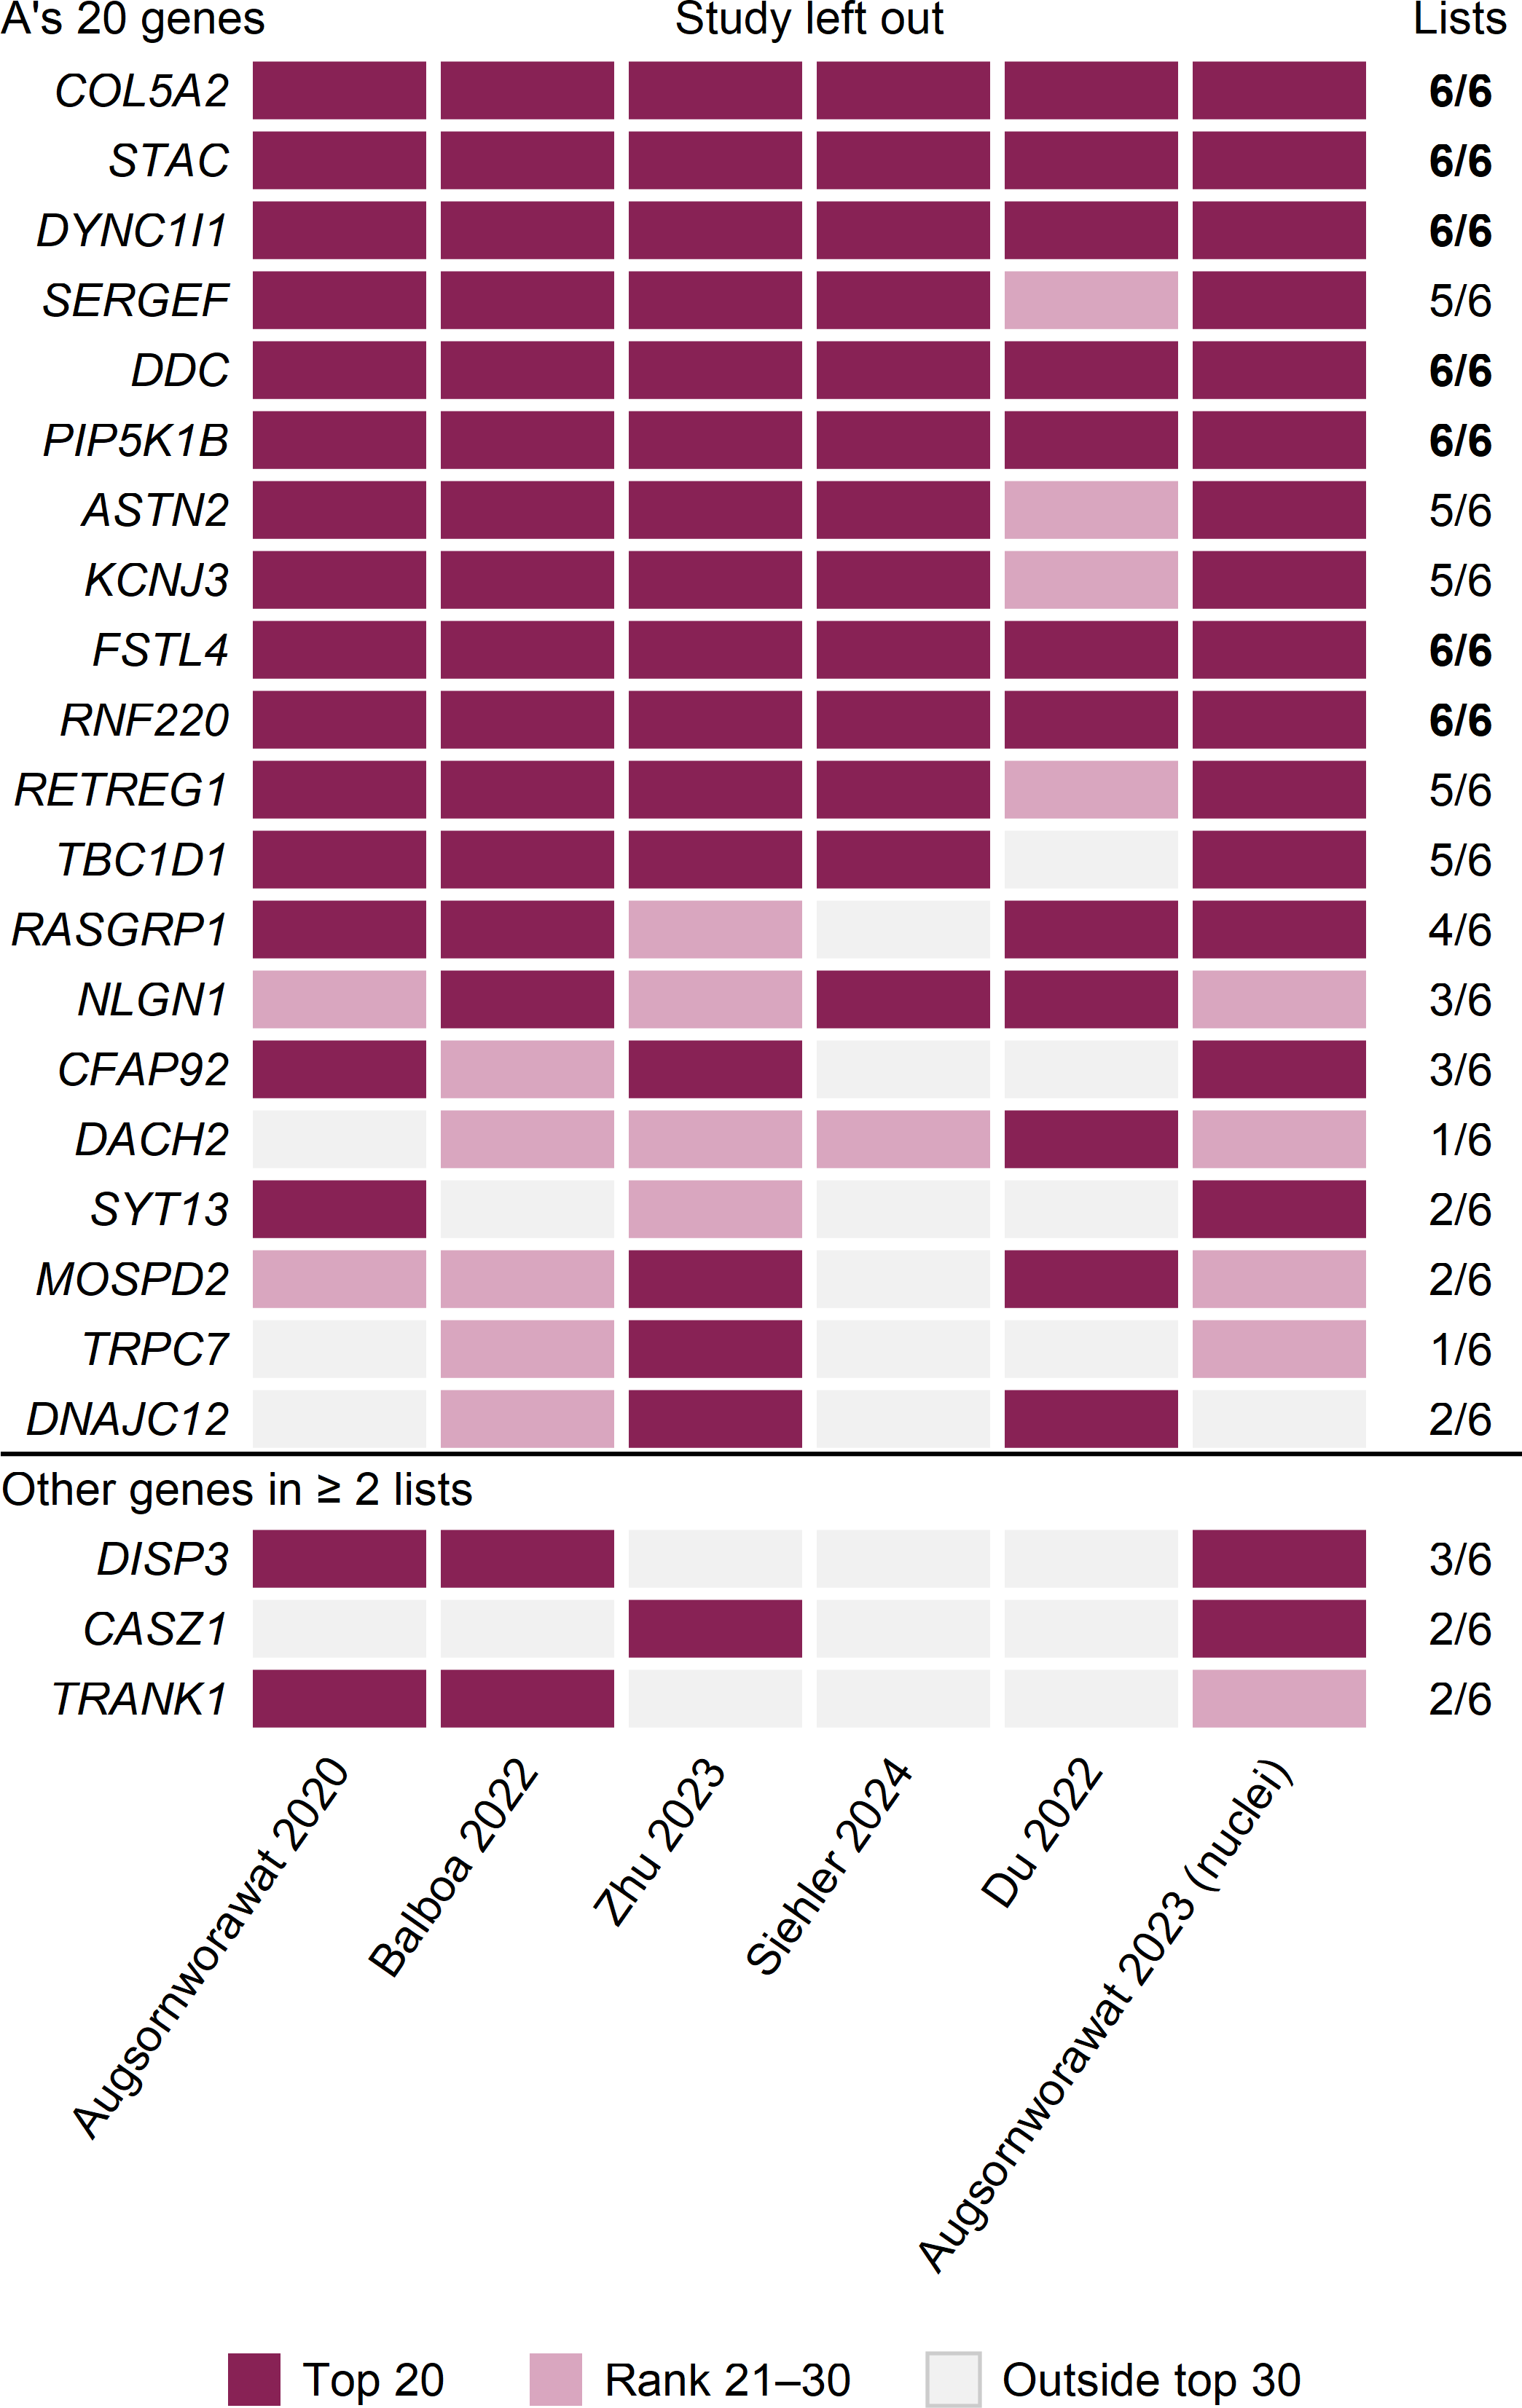 A's 20 genes Study left out Lists
COL5A2 6/6
STAC 6/6
DYNC1I1 6/6
SERGEF 5/6
DDC 6/6
PIP5K1B 6/6
ASTN2 5/6
KCNJ3 5/6
FSTL4 6/6
RNF220 6/6
RETREG1 5/6
TBC1D1 5/6
RASGRP1 4/6
NLGN1 3/6
CFAP92 3/6
DACH2 1/6
SYT13 2/6
MOSPD2 2/6
TRPC7 1/6
DNAJC12 2/6
Other genes in ≥ 2 lists
DISP3 3/6
CASZ1 2/6
TRANK1 2/6
Augsornworawat 2020
Balboa 2022
Zhu 2023
Siehler 2024
Du 2022
Augsornworawat 2023 (nuclei)
Top 20 Rank 21–30 Outside top 30